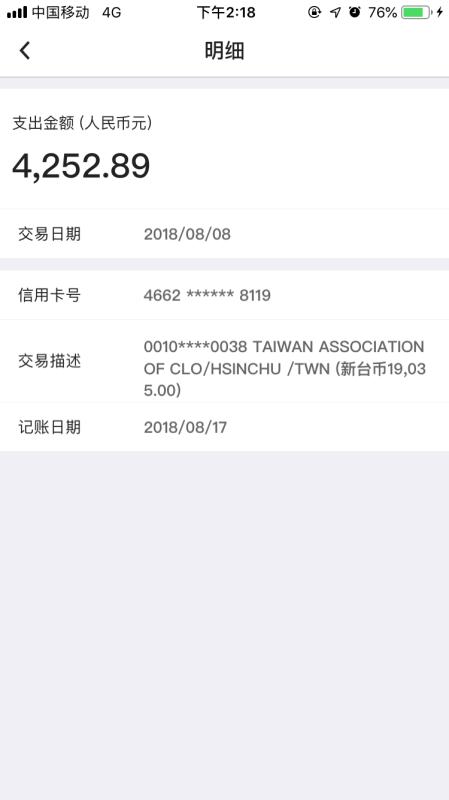 中国移动 4G 下午2:18 76%
明细
支出金额 (人民币元)
4,252.89
交易日期 2018/08/08
信用卡号 4662 ****** 8119
交易描述 0010****0038 TAIWAN ASSOCIATION
OF CLO/HSINCHU /TWN (新台币19,03
5.00)
记账日期 2018/08/17